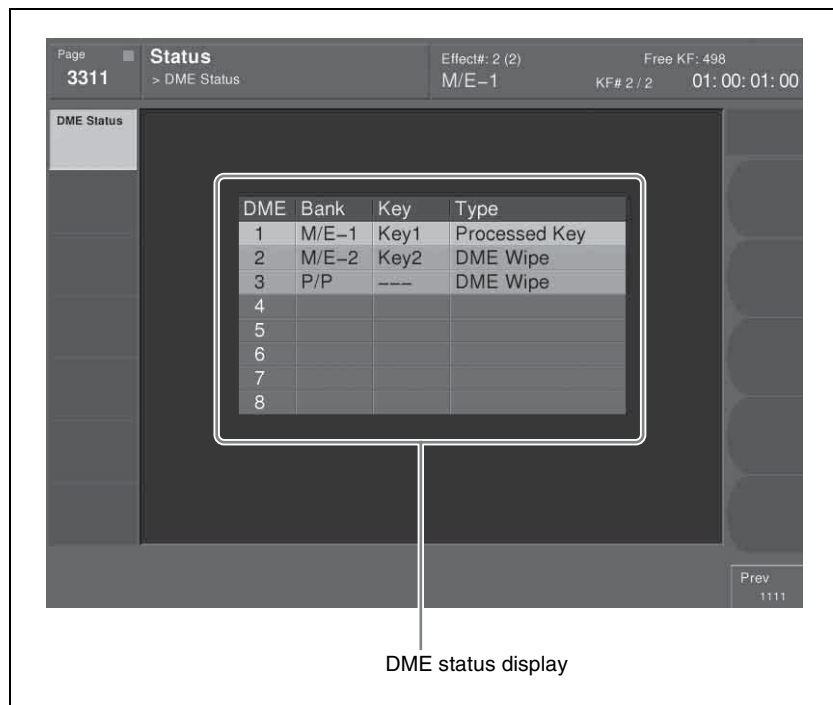 Page
3311
Status
> DME Status
Effect#: 2 (2)
Free KF: 498
M/E–1
KF# 2 / 2
01: 00: 01: 00
DME Status
DME Bank Key Type
1 M/E–1 Key1 Processed Key
2 M/E–2 Key2 DME Wipe
3 P/P ––– DME Wipe
4
5
6
7
8
Prev
1111
DME status display